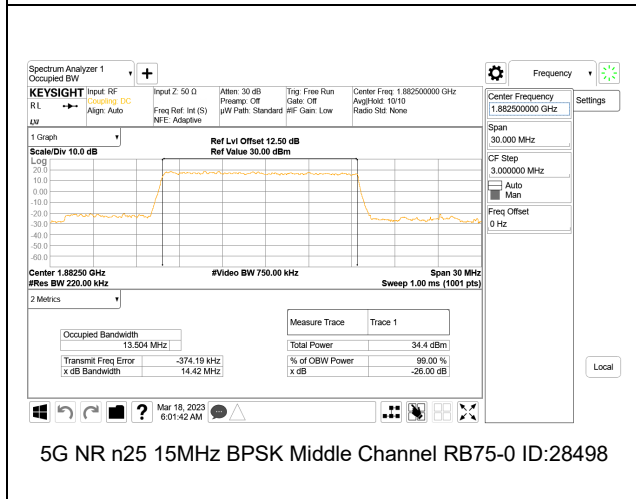 Spectrum Analyzer 1
Occupied BW
Frequency
KEYSIGHT Input: RF Input Z: 50 Ω Atten: 30 dB Trig: Free Run Center Freq: 1.882500000 GHz
RL Coupling: DC Preamp: Off Gate: Off Avg|Hold: 10/10
Align: Auto Freq Ref: Int (S) µW Path: Standard #IF Gain: Low Radio Std: None
NFE: Adaptive
LXI
Center Frequency
1.882500000 GHz
Settings
Span
30.000 MHz
CF Step
3.000000 MHz
Auto
Man
Freq Offset
0 Hz
Local
1 Graph
Ref Lvl Offset 12.50 dB
Scale/Div 10.0 dB Ref Value 30.00 dBm
Log
20.0
10.0
0.00
-10.0
-20.0
-30.0
-40.0
-50.0
-60.0
Center 1.88250 GHz #Video BW 750.00 kHz Span 30 MHz
#Res BW 220.00 kHz Sweep 1.00 ms (1001 pts)
2 Metrics
Measure Trace Trace 1
Occupied Bandwidth
13.504 MHz Total Power 34.4 dBm
Transmit Freq Error -374.19 kHz % of OBW Power 99.00 %
x dB Bandwidth 14.42 MHz x dB -26.00 dB
Mar 18, 2023
6:01:42 AM
5G NR n25 15MHz BPSK Middle Channel RB75-0 ID:28498